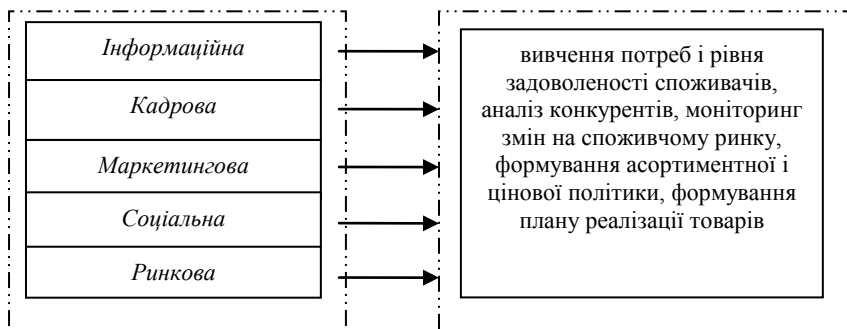 Інформаційна
Кадрова
Маркетингова
Соціальна
Ринкова
вивчення потреб і рівня
задоволеності споживачів,
аналіз конкурентів, моніторинг
змін на споживчому ринку,
формування асортиментної і
цінової політики, формування
плану реалізації товарів